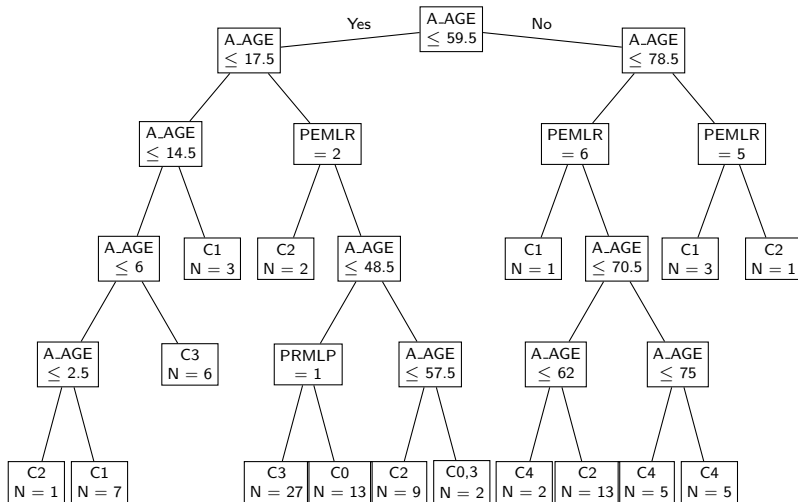 A_AGE
≤ 59.5
Yes
No
A_AGE
≤ 17.5
A_AGE
≤ 78.5
A_AGE
≤ 14.5
PEMLR
= 2
PEMLR
= 6
PEMLR
= 5
A_AGE
≤ 6
C1
N = 3
C2
N = 2
A_AGE
≤ 48.5
C1
N = 1
A_AGE
≤ 70.5
C1
N = 3
C2
N = 1
A_AGE
≤ 2.5
C3
N = 6
PRMLP
= 1
A_AGE
≤ 57.5
A_AGE
≤ 62
A_AGE
≤ 75
C2
N = 1
C1
N = 7
C3
N = 27
C0
N = 13
C2
N = 9
C0,3
N = 2
C4
N = 2
C2
N = 13
C4
N = 5
C4
N = 5